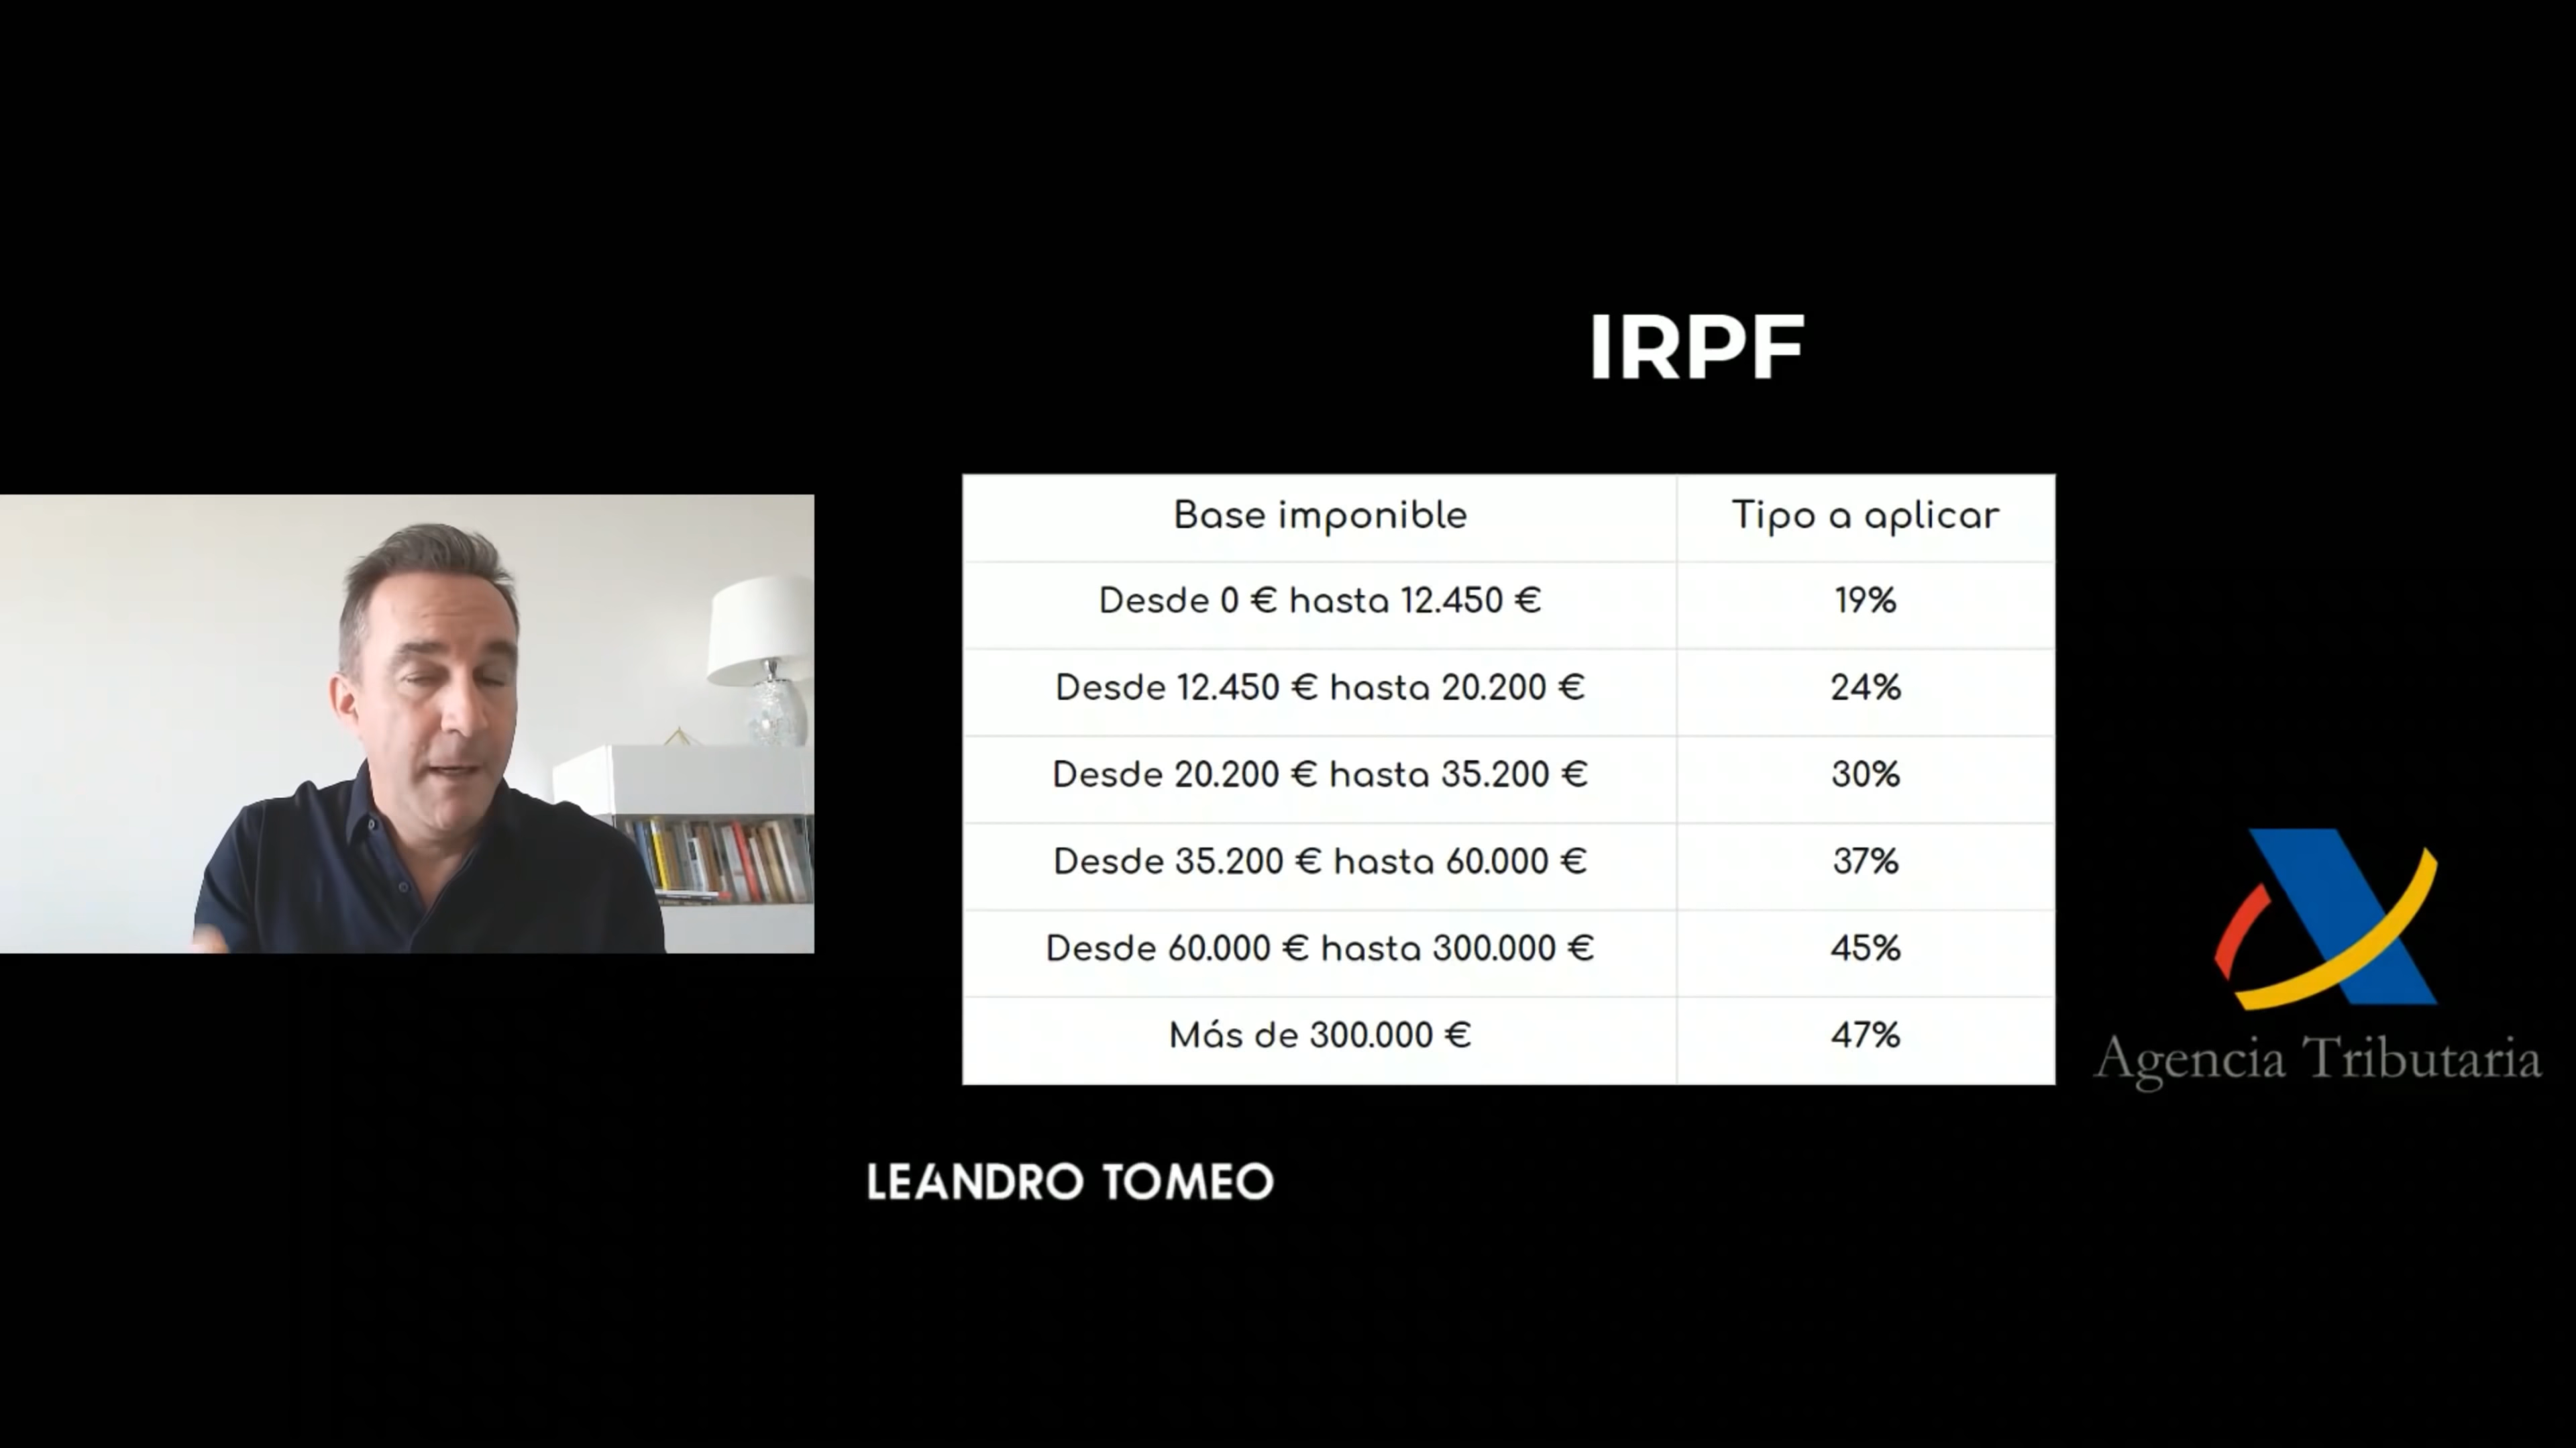 IRPF
Base imponible Tipo a aplicar
Desde 0 € hasta 12.450 € 19%
Desde 12.450 € hasta 20.200 € 24%
Desde 20.200 € hasta 35.200 € 30%
Desde 35.200 € hasta 60.000 € 37%
Desde 60.000 € hasta 300.000 € 45%
Más de 300.000 € 47%
Agencia Tributaria
LEANDRO TOMEO